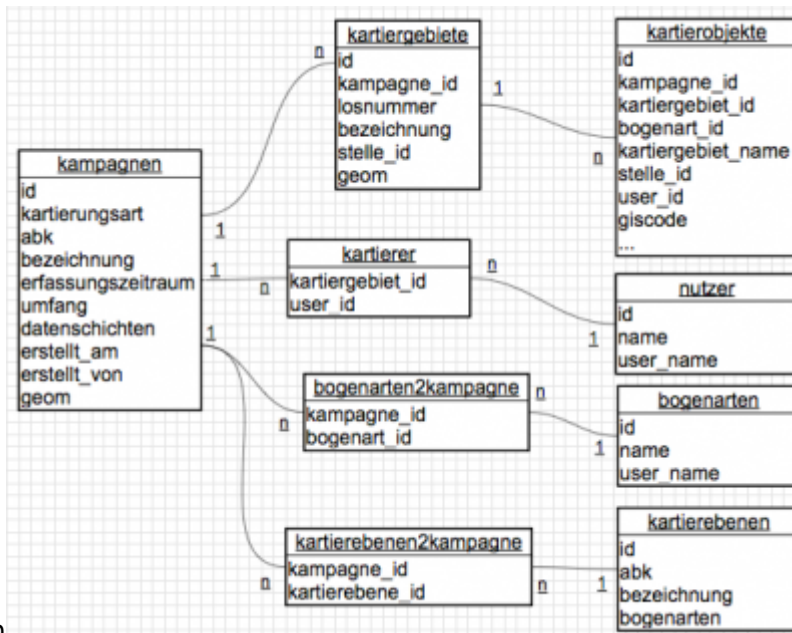 kampagnen
id
kartierungsart
abk
bezeichnung
erfassungszeitraum
umfang
datenschichten
erstellt_am
erstellt_von
geom
1
n
1
n
1
n
n
kartiergebiete
id
kampagne_id
losnummer
bezeichnung
stelle_id
geom
1
n
kartierer
kartiergebiet_id
user_id
n
1
bogenarten2kampagne
kampagne_id
bogenart_id
n
1
kartierebenen2kampagne
kampagne_id
kartierebene_id
n
1
kartierobjekte
id
kampagne_id
kartiergebiet_id
bogenart_id
kartiergebiet_name
stelle_id
user_id
giscode
...
nutzer
id
name
user_name
bogenarten
id
name
user_name
kartierebenen
id
abk
bezeichnung
bogenarten